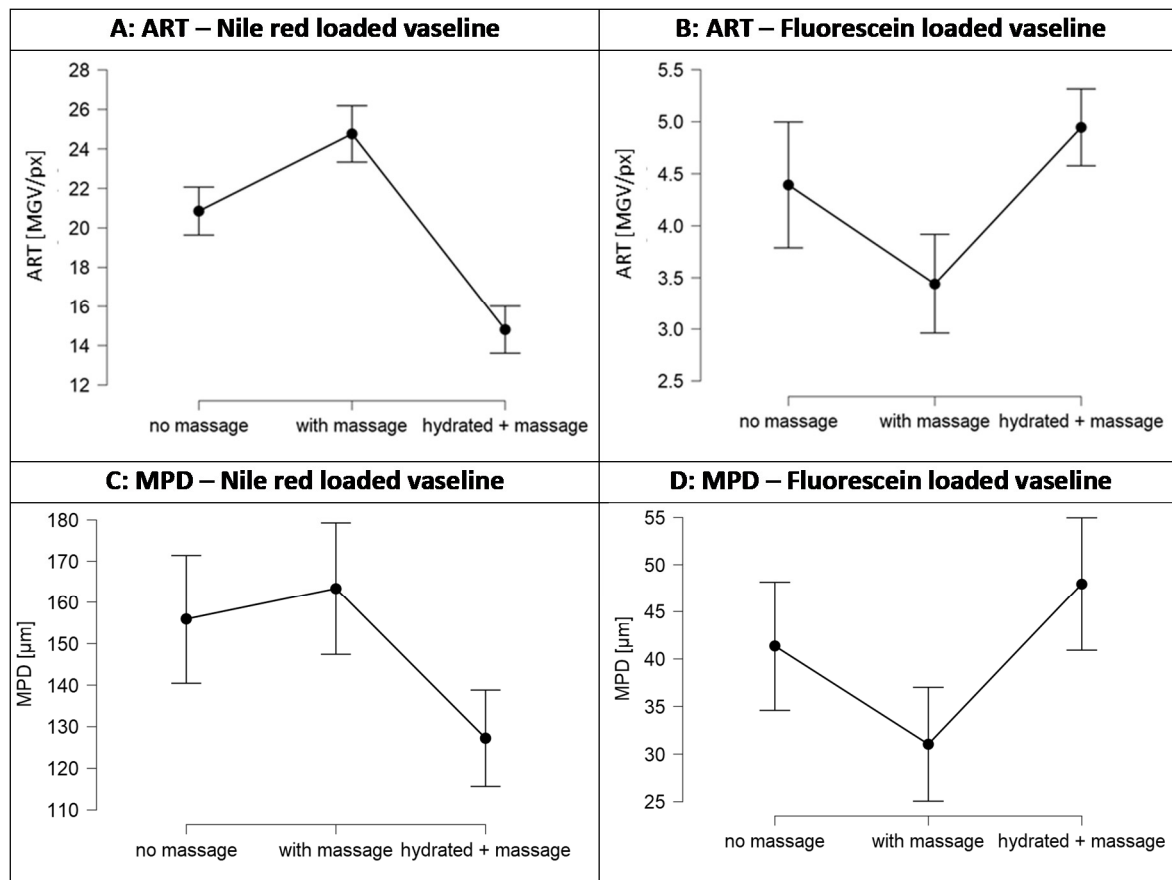 A: ART – Nile red loaded vaseline
ART [MGV/px]
28
26
24
22
20
18
16
14
12
no massage with massage hydrated + massage
B: ART – Fluorescein loaded vaseline
ART [MGV/px]
5.5
5.0
4.5
4.0
3.5
3.0
2.5
no massage with massage hydrated + massage
C: MPD – Nile red loaded vaseline
MPD [µm]
180
170
160
150
140
130
120
110
no massage with massage hydrated + massage
D: MPD – Fluorescein loaded vaseline
MPD [µm]
55
50
45
40
35
30
25
no massage with massage hydrated + massage